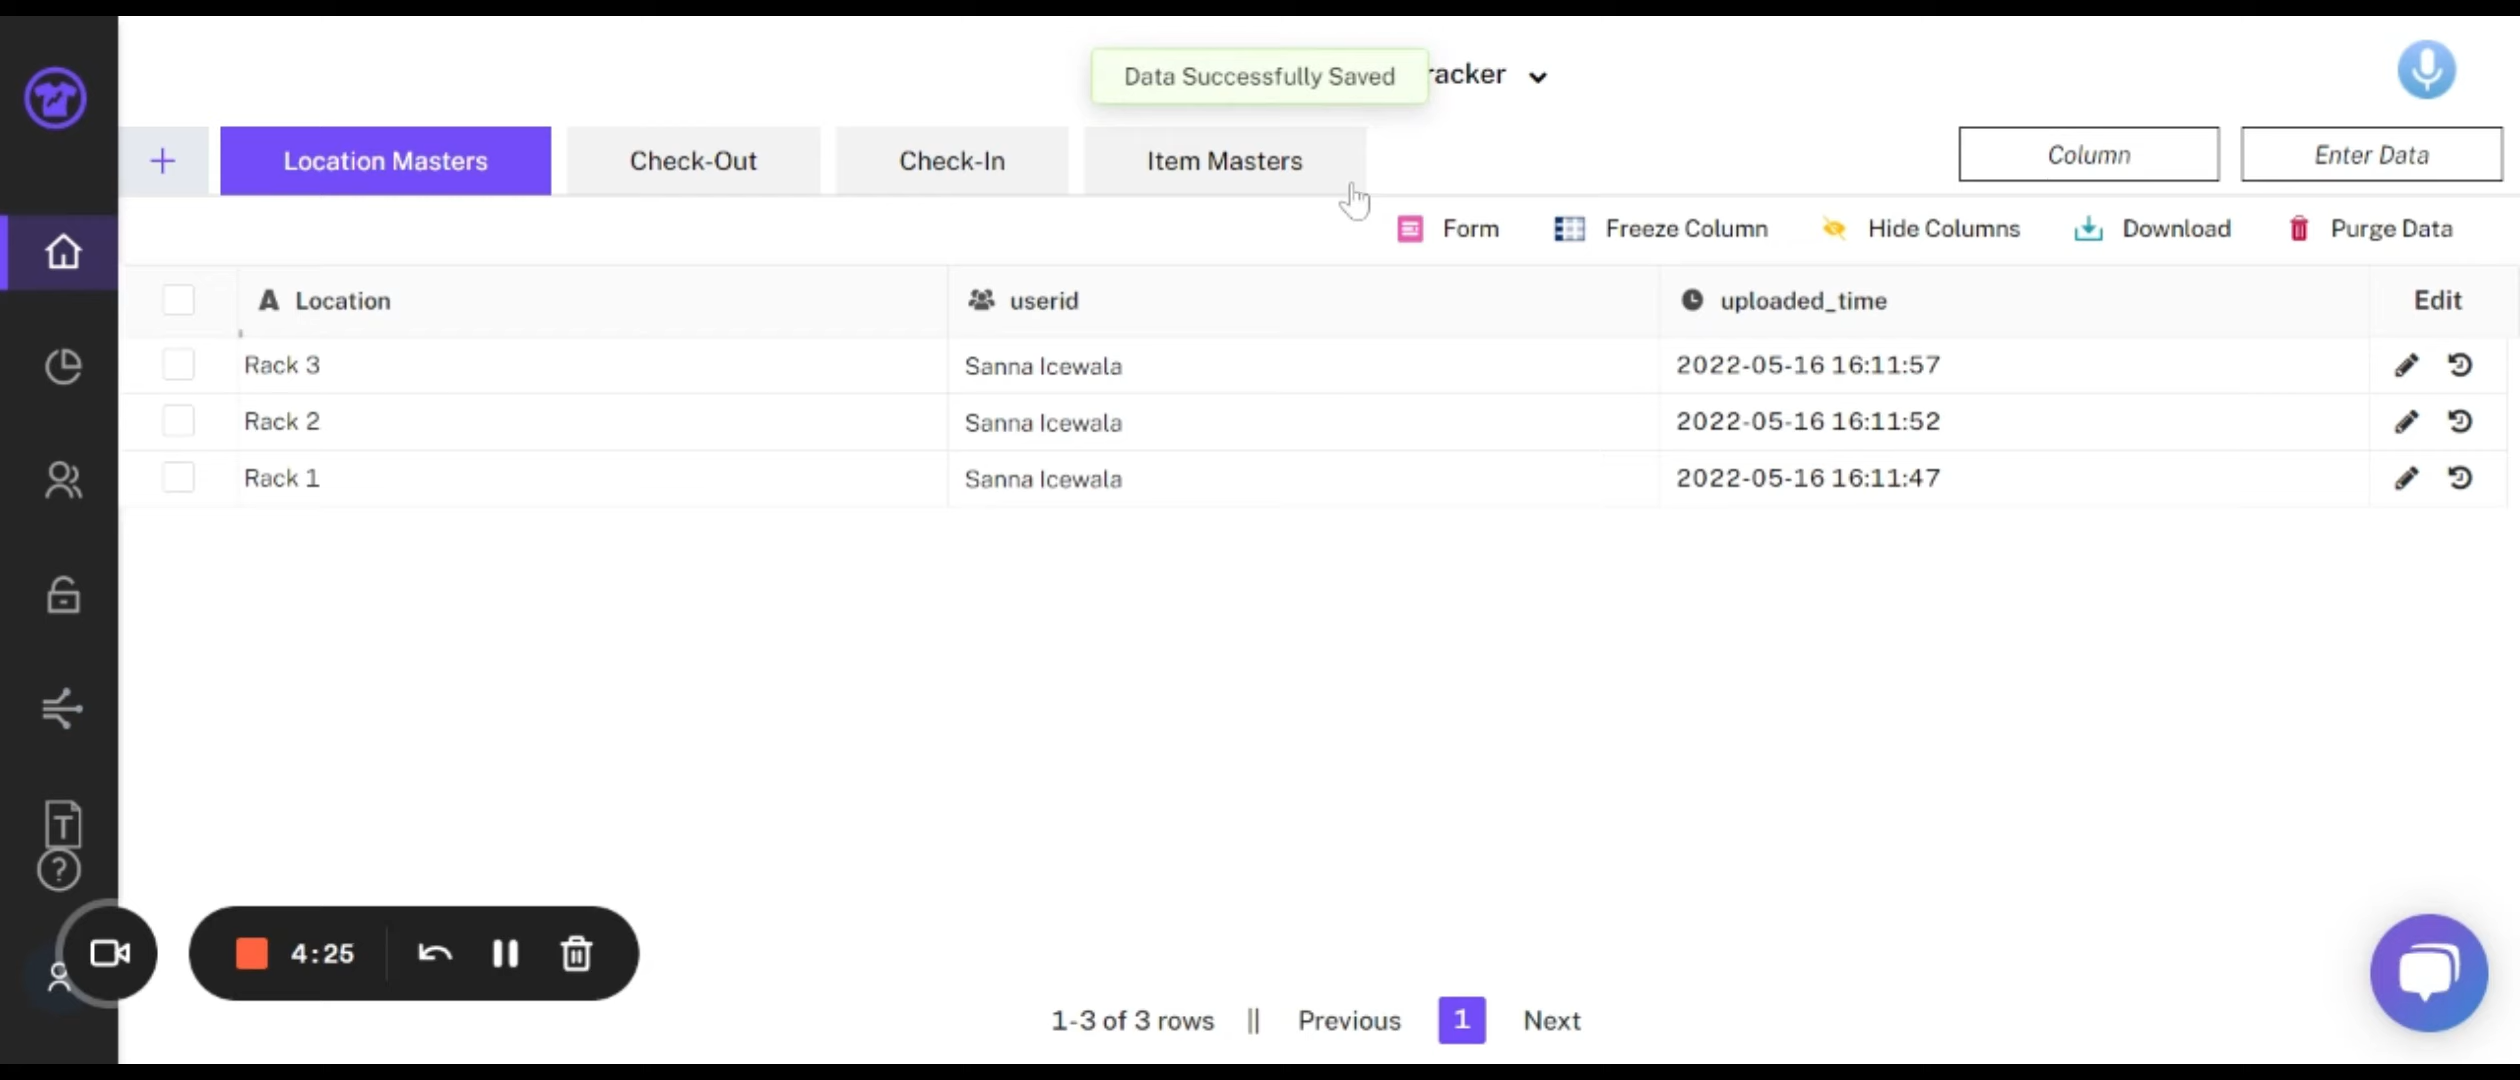 Data Successfully Saved
racker
Location Masters
Check-Out
Check-In
Item Masters
Column
Enter Data
Form
Freeze Column
Hide Columns
Download
Purge Data
A Location
userid
uploaded_time
Edit
Rack 3
Sanna Icewala
2022-05-16 16:11:57
Rack 2
Sanna Icewala
2022-05-16 16:11:52
Rack 1
Sanna Icewala
2022-05-16 16:11:47
T
?
4:25
1-3 of 3 rows || Previous 1 Next